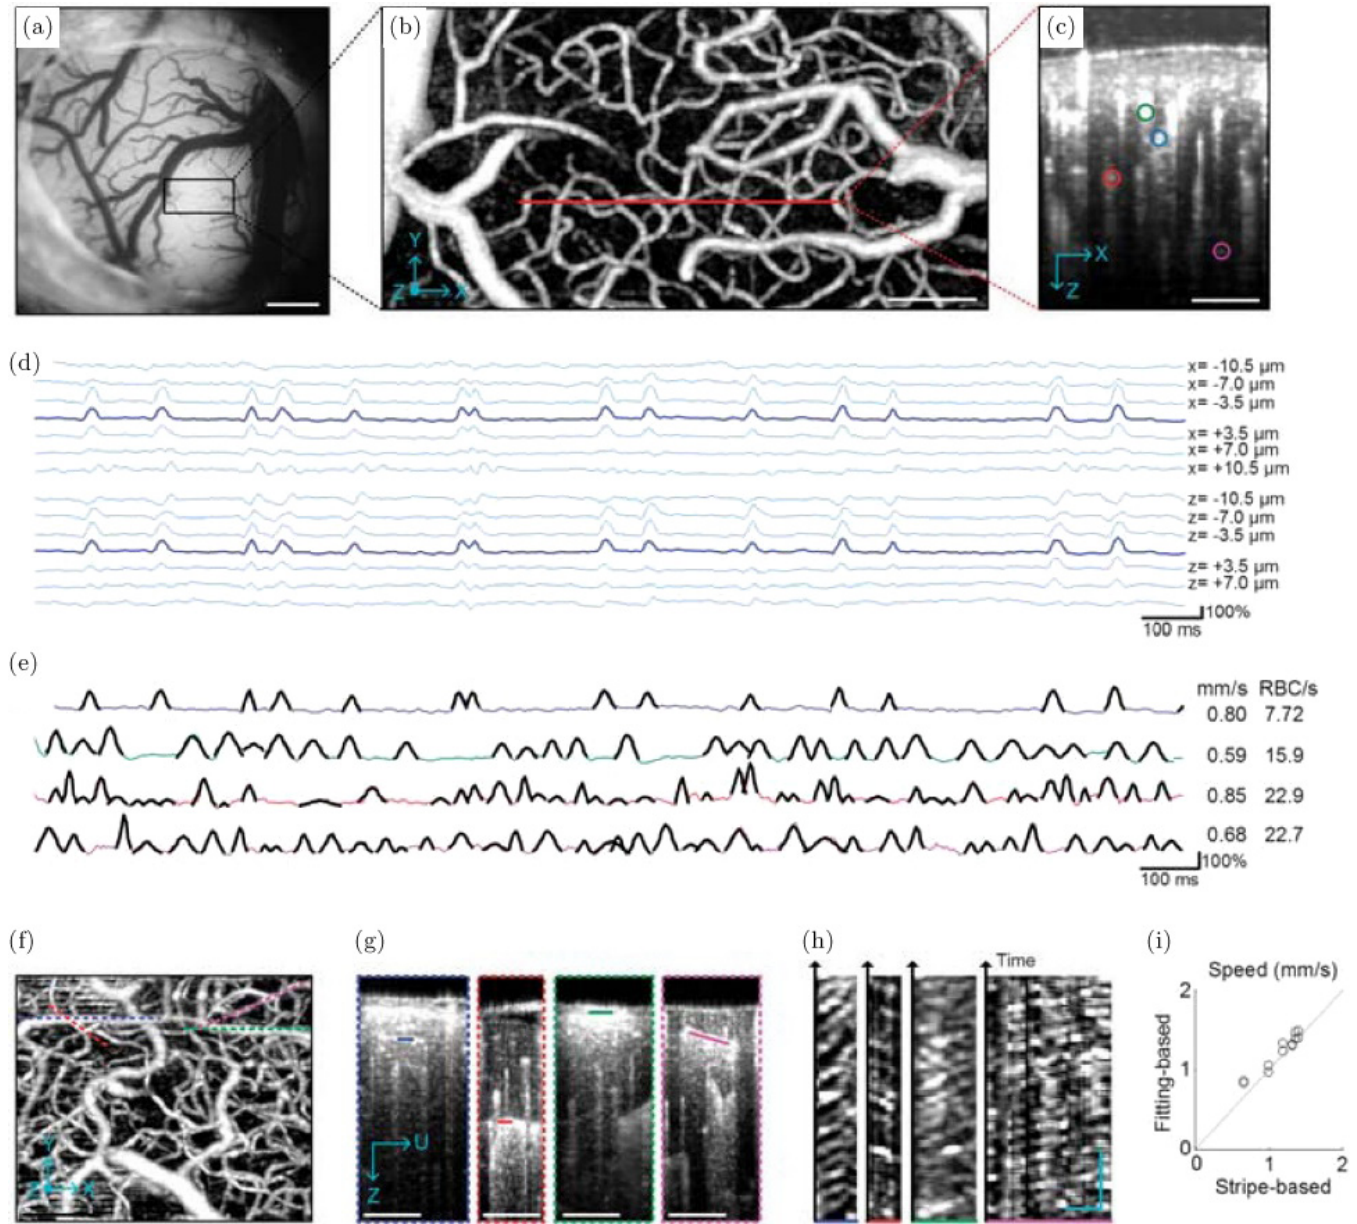 (a)
(b)
(c)
Y
Z X
X
Z
(d)
x= -10.5 µm
x= -7.0 µm
x= -3.5 µm
x= +3.5 µm
x= +7.0 µm
x= +10.5 µm
z= -10.5 µm
z= -7.0 µm
z= -3.5 µm
z= +3.5 µm
z= +7.0 µm
100%
100 ms
(e)
mm/s RBC/s
0.80 7.72
0.59 15.9
0.85 22.9
0.68 22.7
100%
100 ms
(f)
(g)
(h)
(i)
Y
Z X
U
Z
Time
Speed (mm/s)
2
1
0
Fitting-based
0 1 2
Stripe-based